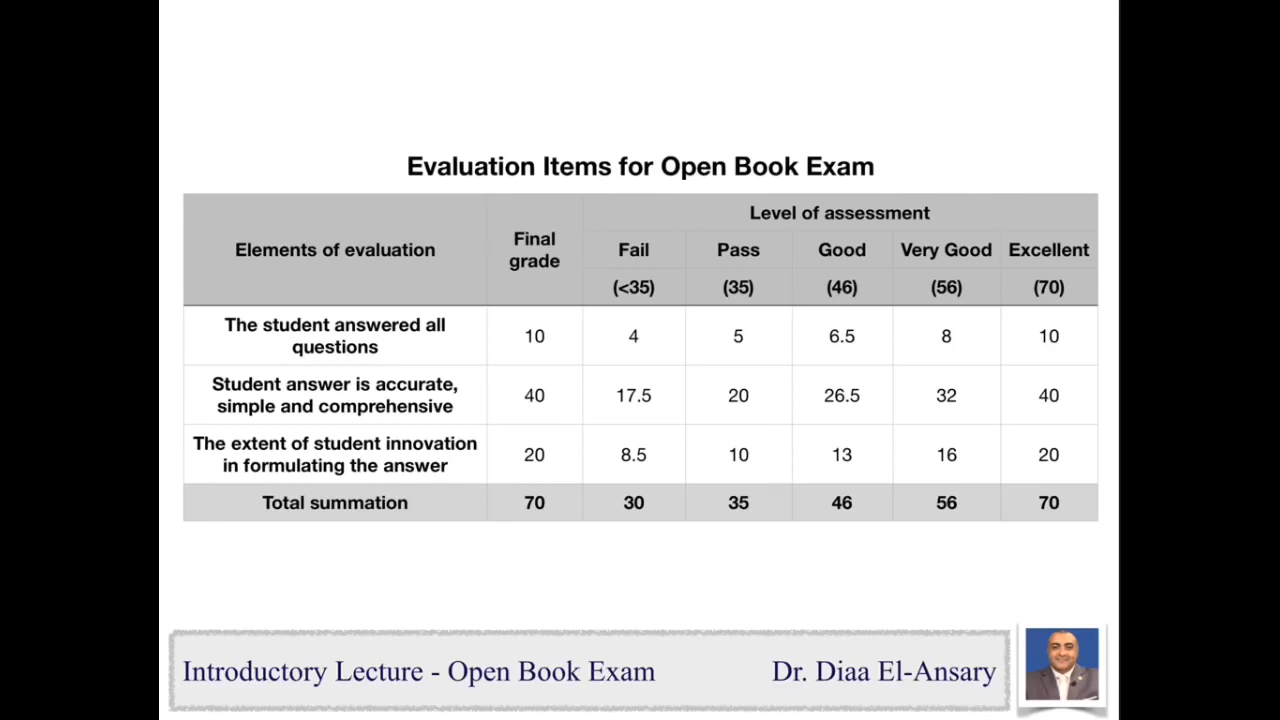 Evaluation Items for Open Book Exam
Elements of evaluation
Final
grade
Level of assessment
Fail Pass Good Very Good Excellent
(<35) (35) (46) (56) (70)
The student answered all
questions
10 4 5 6.5 8 10
Student answer is accurate,
simple and comprehensive
40 17.5 20 26.5 32 40
The extent of student innovation
in formulating the answer
20 8.5 10 13 16 20
Total summation 70 30 35 46 56 70
Introductory Lecture - Open Book Exam Dr. Diaa El-Ansary